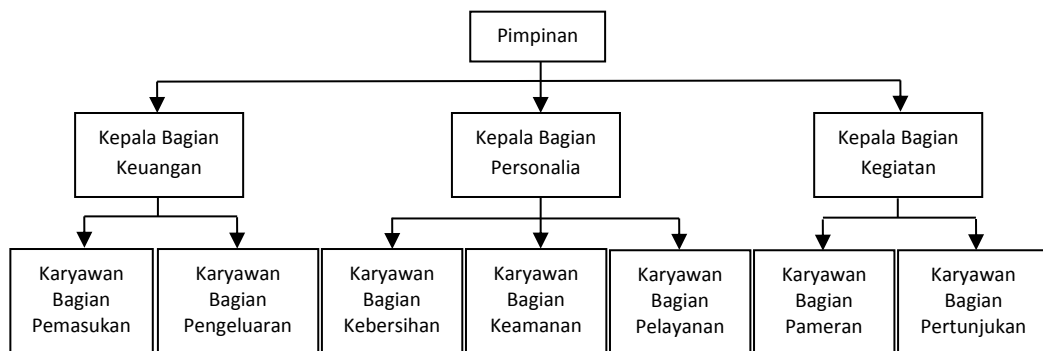 Pimpinan
Kepala Bagian
Keuangan
Kepala Bagian
Personalia
Kepala Bagian
Kegiatan
Karyawan
Bagian
Pemasukan
Karyawan
Bagian
Pengeluaran
Karyawan
Bagian
Kebersihan
Karyawan
Bagian
Keamanan
Karyawan
Bagian
Pelayanan
Karyawan
Bagian
Pameran
Karyawan
Bagian
Pertunjukan